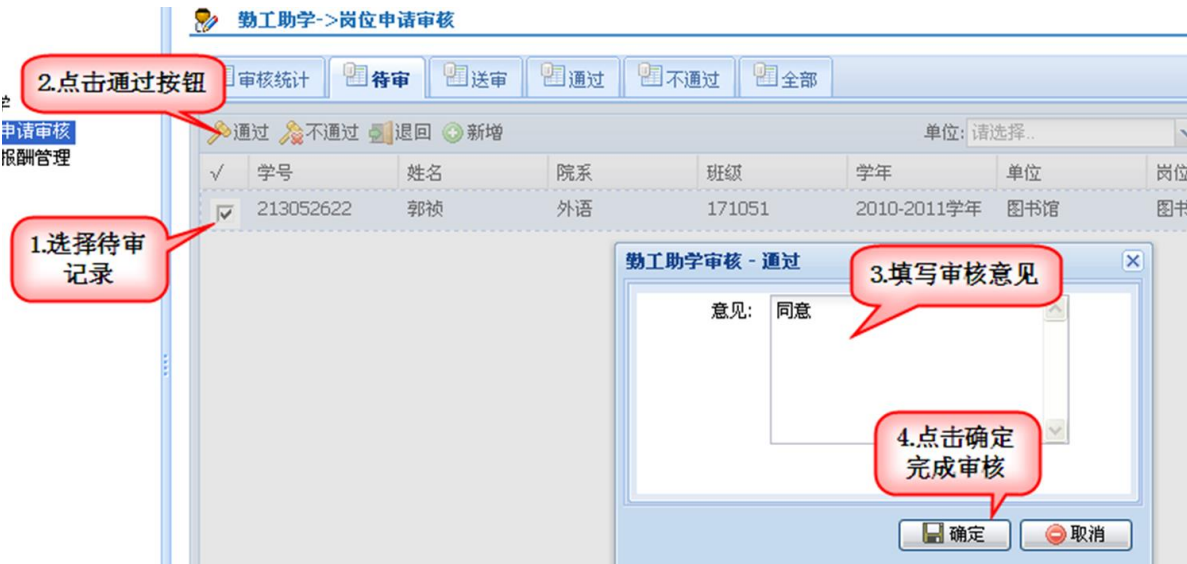 勤工助学->岗位申请审核
2.点击通过按钮
审核统计 待审 送审 通过 不通过 全部
学
申请审核
报酬管理
通过 不通过 退回 新增 单位: 请选择..
√ 学号 姓名 院系 班级 学年 单位 岗位
213052622 郭祯 外语 171051 2010-2011学年 图书馆 图书
1.选择待审
记录
勤工助学审核 - 通过
3.填写审核意见
意见: 同意
4.点击确定
完成审核
确定 取消